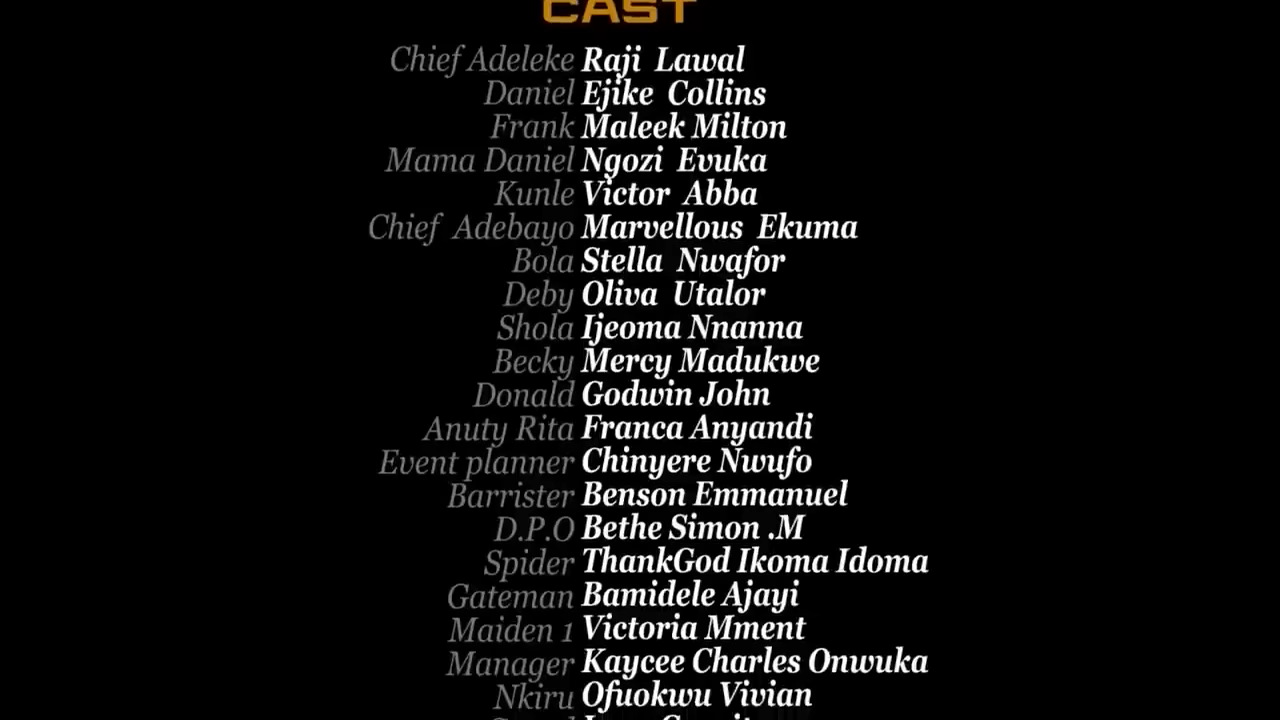 CAST
Chief Adeleke Raji Lawal
Daniel Ejike Collins
Frank Maleek Milton
Mama Daniel Ngozi Evuka
Kunle Victor Abba
Chief Adebayo Marvellous Ekuma
Bola Stella Nwafor
Deby Oliva Utalor
Shola Ijeoma Nnanna
Becky Mercy Madukwe
Donald Godwin John
Anuty Rita Franca Anyandi
Event planner Chinyere Nwufo
Barrister Benson Emmanuel
D.P.O Bethe Simon .M
Spider ThankGod Ikoma Idoma
Gateman Bamidele Ajayi
Maiden 1 Victoria Mment
Manager Kaycee Charles Onwuka
Nkiru Ofuokwu Vivian